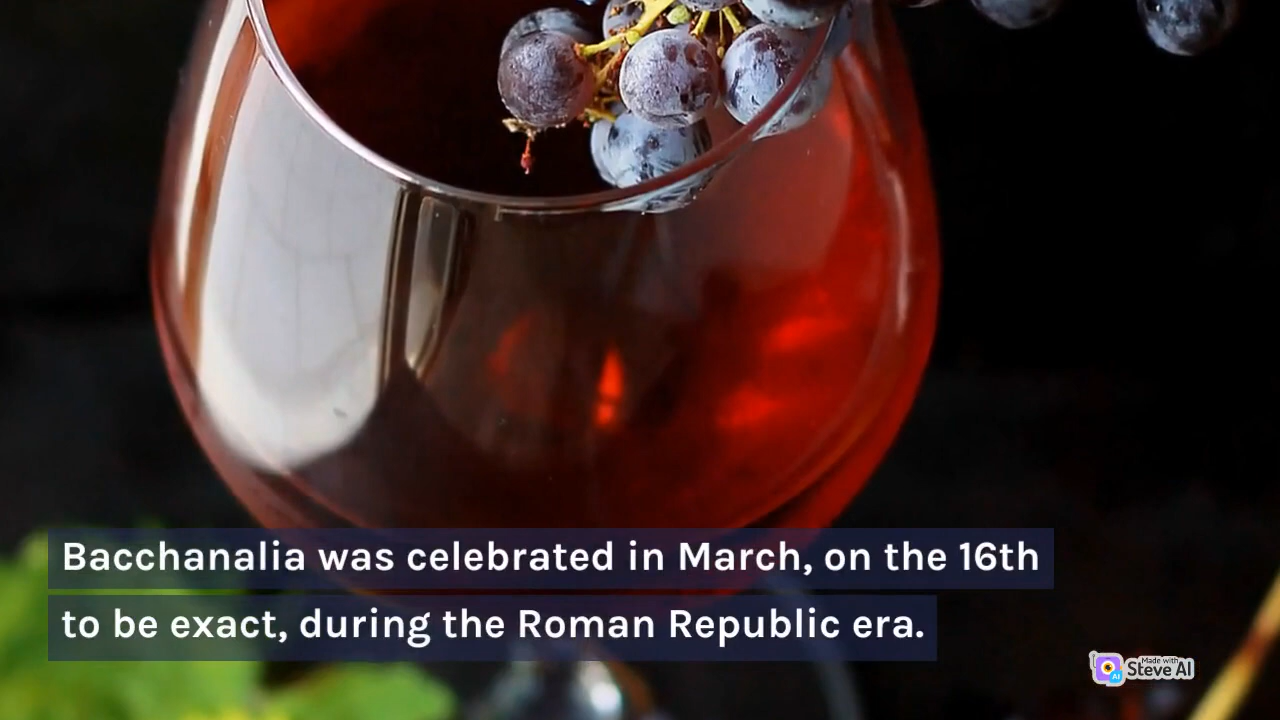 Bacchanalia was celebrated in March, on the 16th
to be exact, during the Roman Republic era.
Made with
Steve AI
AI